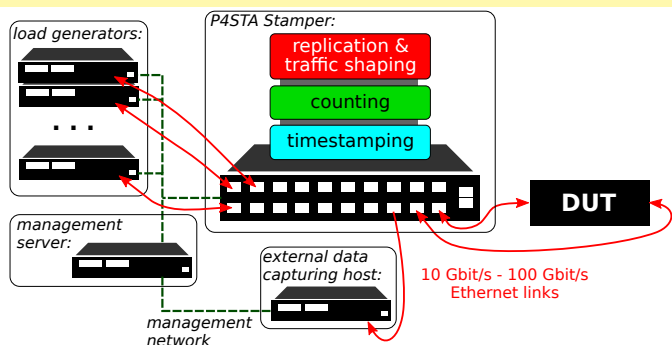 load generators:
P4STA Stamper:
replication &
traffic shaping
counting
timestamping
. . .
DUT
management
server:
external data
capturing host:
10 Gbit/s - 100 Gbit/s
Ethernet links
management
network